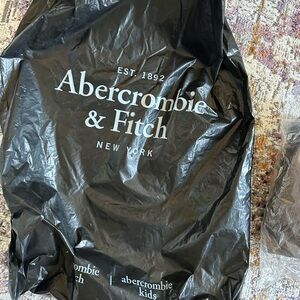 EST. 1892
Abercrombie
& Fitch
NEW YORK
abercrombie
kids